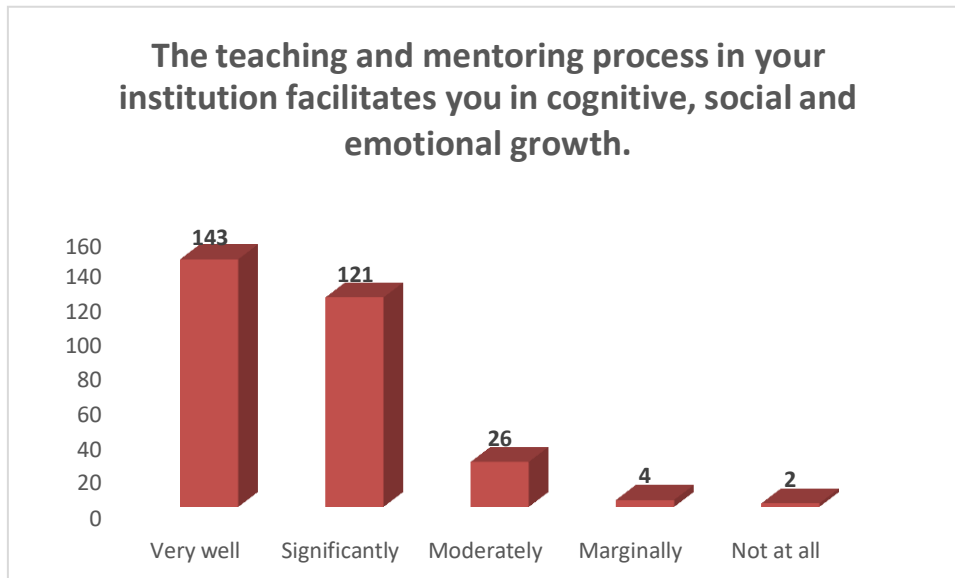 The teaching and mentoring process in your
institution facilitates you in cognitive, social and
emotional growth.
160
140
120
100
80
60
40
20
0
143
121
26
4
2
Very well
Significantly
Moderately
Marginally
Not at all